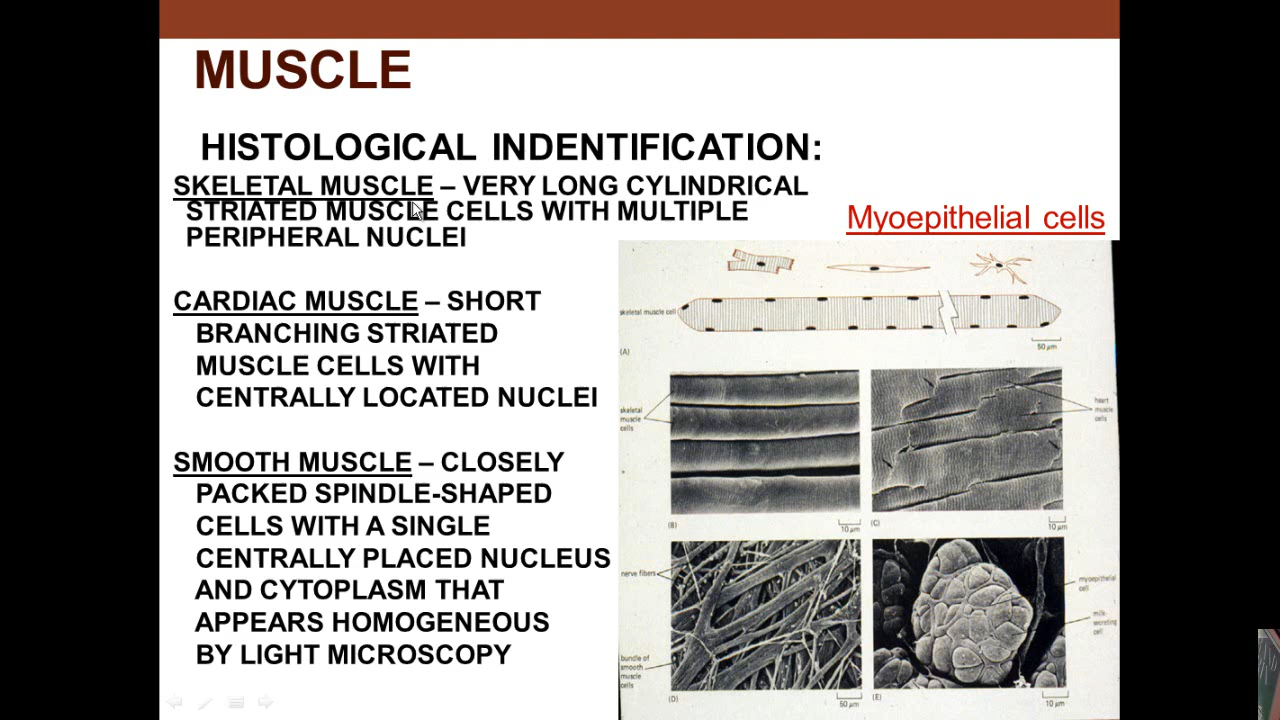 MUSCLE
HISTOLOGICAL INDENTIFICATION:
SKELETAL MUSCLE – VERY LONG CYLINDRICAL
STRIATED MUSCLE CELLS WITH MULTIPLE
PERIPHERAL NUCLEI
CARDIAC MUSCLE – SHORT
BRANCHING STRIATED
MUSCLE CELLS WITH
CENTRALLY LOCATED NUCLEI
SMOOTH MUSCLE – CLOSELY
PACKED SPINDLE-SHAPED
CELLS WITH A SINGLE
CENTRALLY PLACED NUCLEUS
AND CYTOPLASM THAT
APPEARS HOMOGENEOUS
BY LIGHT MICROSCOPY
Myoepithelial cells
skeletal muscle cell
50 µm
(A)
skeletal
muscle
cells
heart
muscle
cells
(B)
10 µm
(C)
10 µm
nerve fibers
bundle of
smooth
muscle
cells
myoepithelial
cell
milk-
secreting
cell
(D)
50 µm
(E)
10 µm